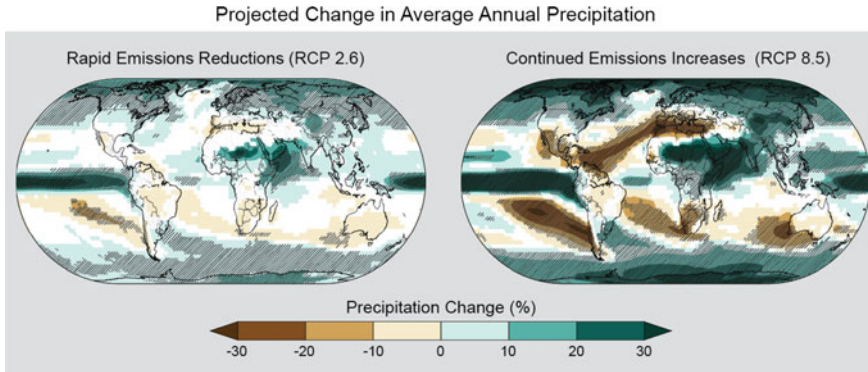 Projected Change in Average Annual Precipitation
Rapid Emissions Reductions (RCP 2.6)
Continued Emissions Increases (RCP 8.5)
Precipitation Change (%)
-30 -20 -10 0 10 20 30